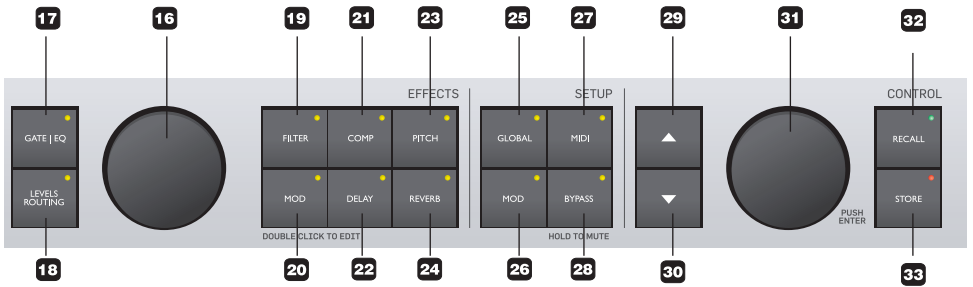 17 16 19 21 23 25 27 29 31 32
EFFECTS SETUP CONTROL
GATE | EQ FILTER COMP PITCH GLOBAL MIDI RECALL
LEVELS
ROUTING
MOD DELAY REVERB MOD BYPASS STORE
PUSH
ENTER
DOUBLE CLICK TO EDIT HOLD TO MUTE
18 20 22 24 26 28 30 33